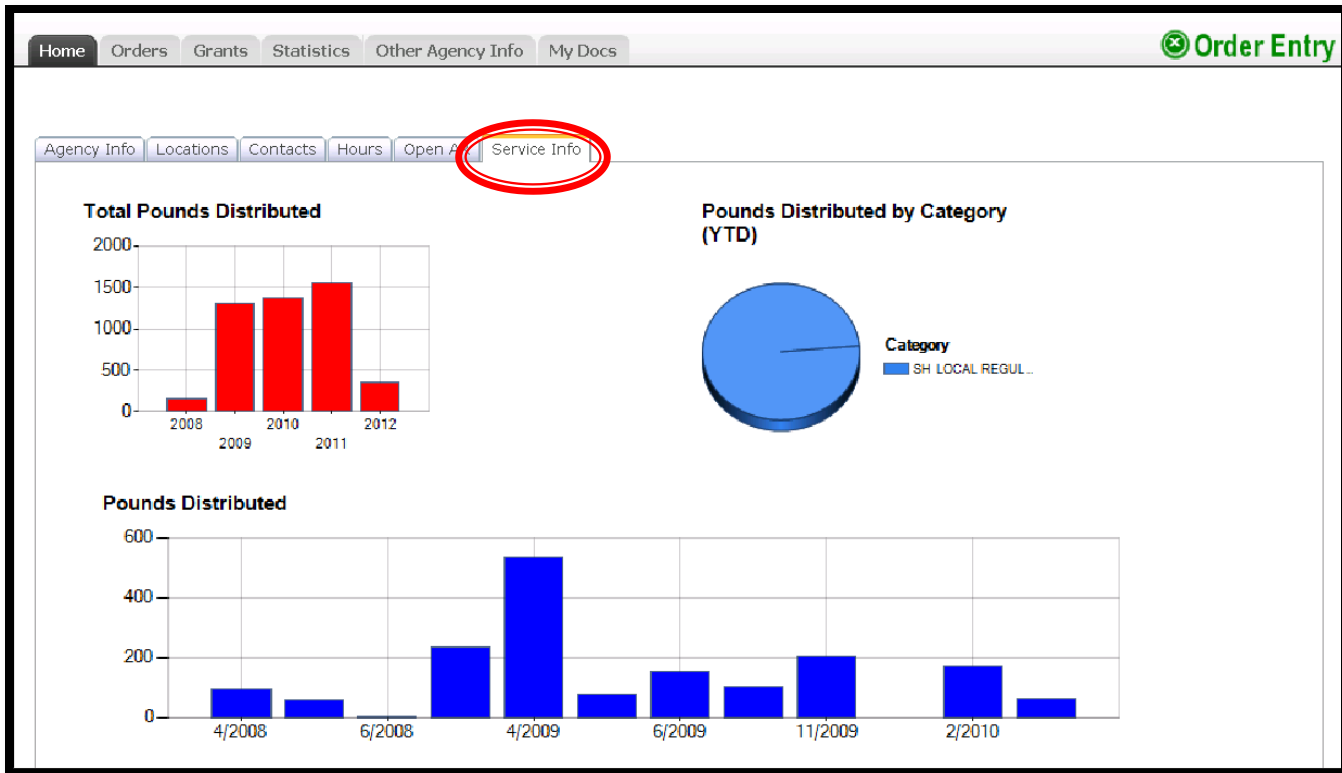 Home Orders Grants Statistics Other Agency Info My Docs
Order Entry
Agency Info Locations Contacts Hours Open Service Info
Total Pounds Distributed
2000
1500
1000
500
0
2008 2010 2012
2009 2011
Pounds Distributed by Category
(YTD)
Category
SH LOCAL REGUL...
Pounds Distributed
600
400
200
0
4/2008 6/2008 4/2009 6/2009 11/2009 2/2010